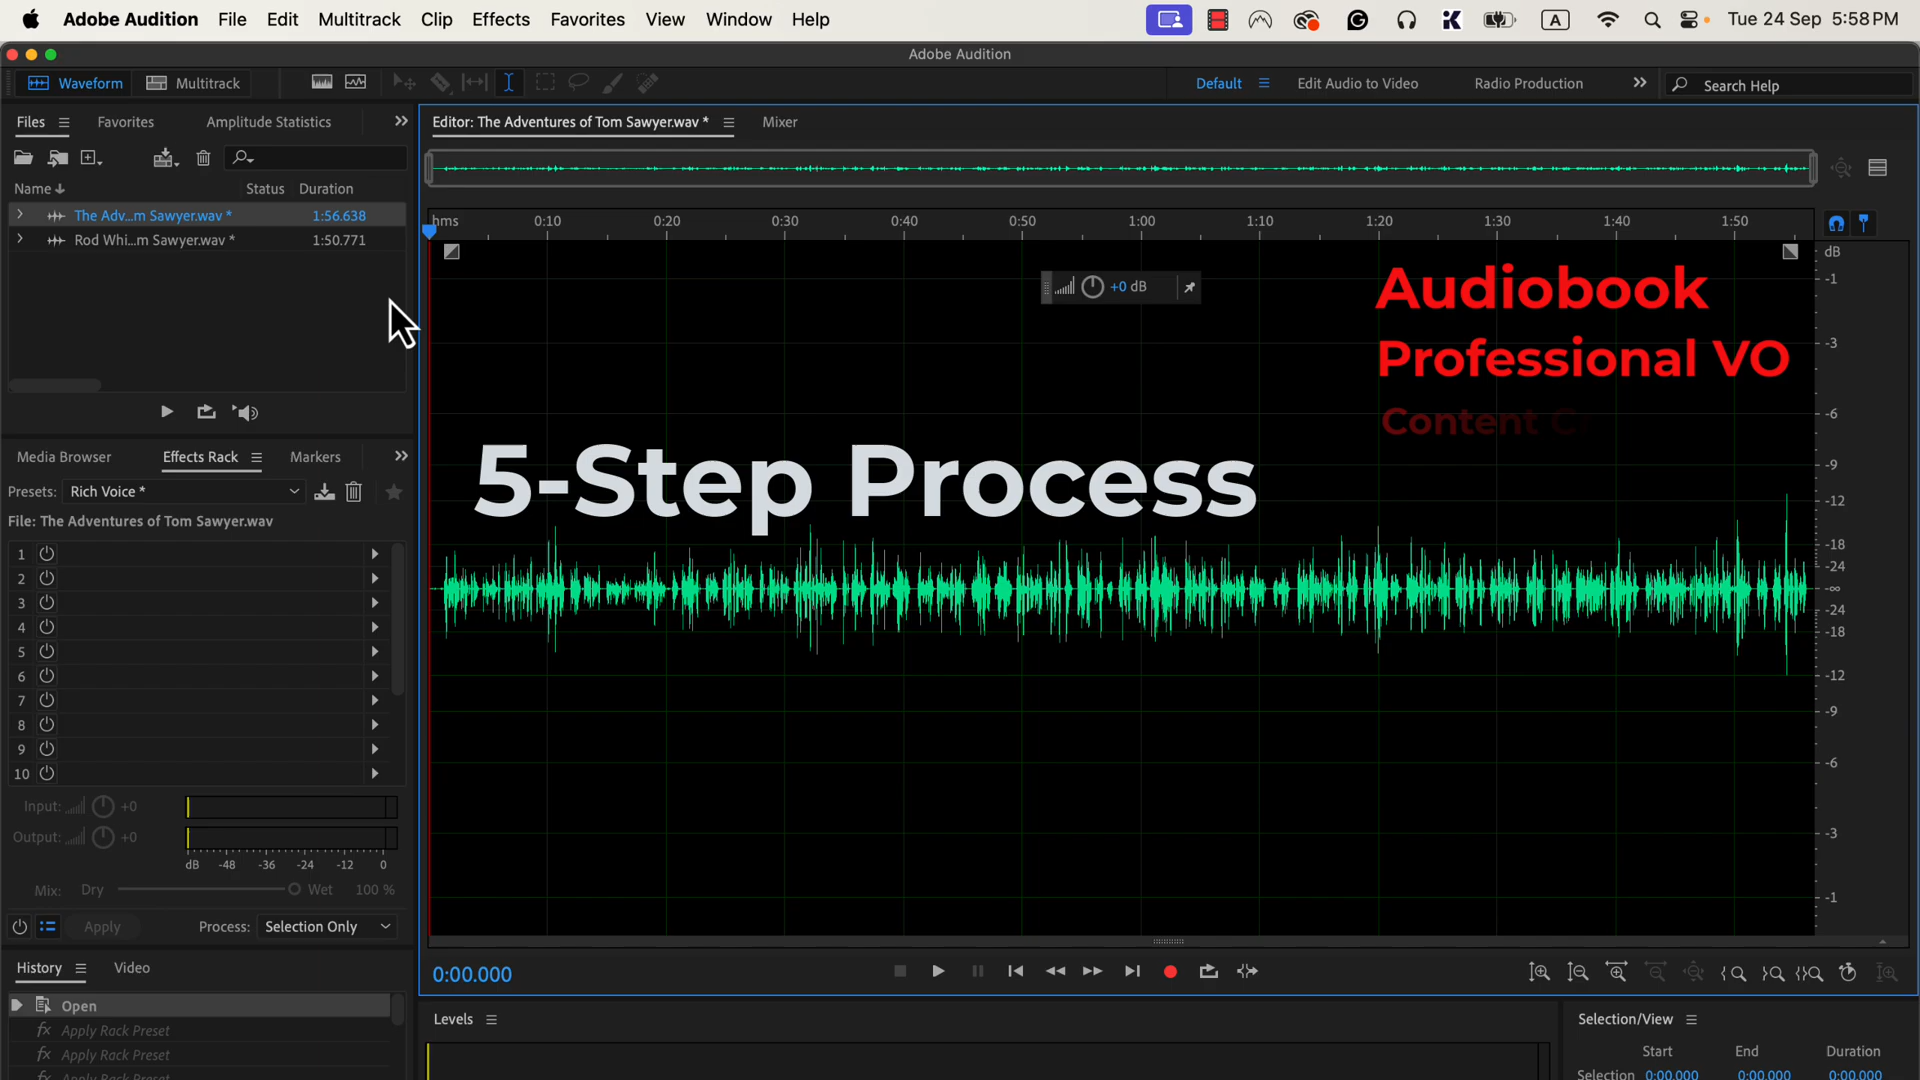 Adobe Audition File Edit Multitrack Clip Effects Favorites View Window Help A Tue 24 Sep 5:58 PM
Adobe Audition
Waveform Multitrack Default Edit Audio to Video Radio Production Search Help
Files Favorites Amplitude Statistics
Editor: The Adventures of Tom Sawyer.wav * Mixer
Name Status Duration
The Adv...m Sawyer.wav * 1:56.638
Rod Whi...m Sawyer.wav * 1:50.771
hms 0:10 0:20 0:30 0:40 0:50 1:00 1:10 1:20 1:30 1:40 1:50
dB
-1
-3
-6
-9
-12
-18
-24
-∞
-24
-18
-12
-9
-6
-3
-1
+0 dB
Audiobook
Professional VO
Content C
5-Step Process
Media Browser Effects Rack Markers
Presets: Rich Voice *
File: The Adventures of Tom Sawyer.wav
1
2
3
4
5
6
7
8
9
10
Input: +0
Output: +0
dB -48 -36 -24 -12 0
Mix: Dry Wet 100 %
Apply Process: Selection Only
0:00.000
History Video
Open
fx Apply Rack Preset
fx Apply Rack Preset
Levels
Selection/View
Start End Duration
Selection 0:00.000 0:00.000 0:00.000